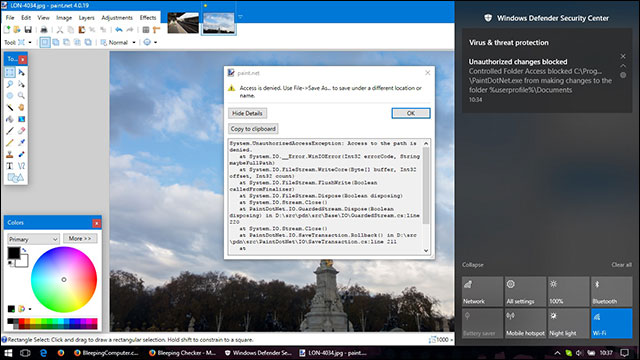 LON-4034.jpg - paint.net 4.0.19
File Edit View Image Layers Adjustments Effects
Tool:
To...
paint.net
Access is denied. Use File->Save As.. to save under a different location or
name.
Hide Details
OK
Copy to clipboard
System.UnauthorizedAccessException: Access to the path is
denied.
at System.IO.__Error.WinIOError(Int32 errorCode, String
maybeFullPath)
at System.IO.FileStream.WriteCore(Byte[] buffer, Int32
offset, Int32 count)
at System.IO.FileStream.FlushWrite(Boolean
calledFromFinalizer)
at System.IO.FileStream.Dispose(Boolean disposing)
at System.IO.Stream.Close()
at PaintDotNet.IO.GuardedStream.Dispose(Boolean
disposing) in D:\src\pdn\src\Base\IO\GuardedStream.cs:line
220
at System.IO.Stream.Close()
at PaintDotNet.IO.SaveTransaction.Rollback() in D:\src
\pdn\src\PaintDotNet\IO\SaveTransaction.cs:line 211
at
Colors
Primary
More >>
Rectangle Select Click and drag to draw a rectangular selection. Hold shift to constrain to a square.
1000
Windows Defender Security Center
Virus & threat protection
Unauthorized changes blocked
Controlled Folder Access blocked C:\Prog...
\PaintDotNet.exe from making changes to the
folder %userprofile%\Documents
10:34
Collapse
Clear all
Network
All settings
100%
Bluetooth
Battery saver
Mobile hotspot
Night light
Wi-Fi
BleepingComputer.c...
Bleeping Checker - M...
Windows Defender Se...
LON-4034.jpg - paint....
10:37